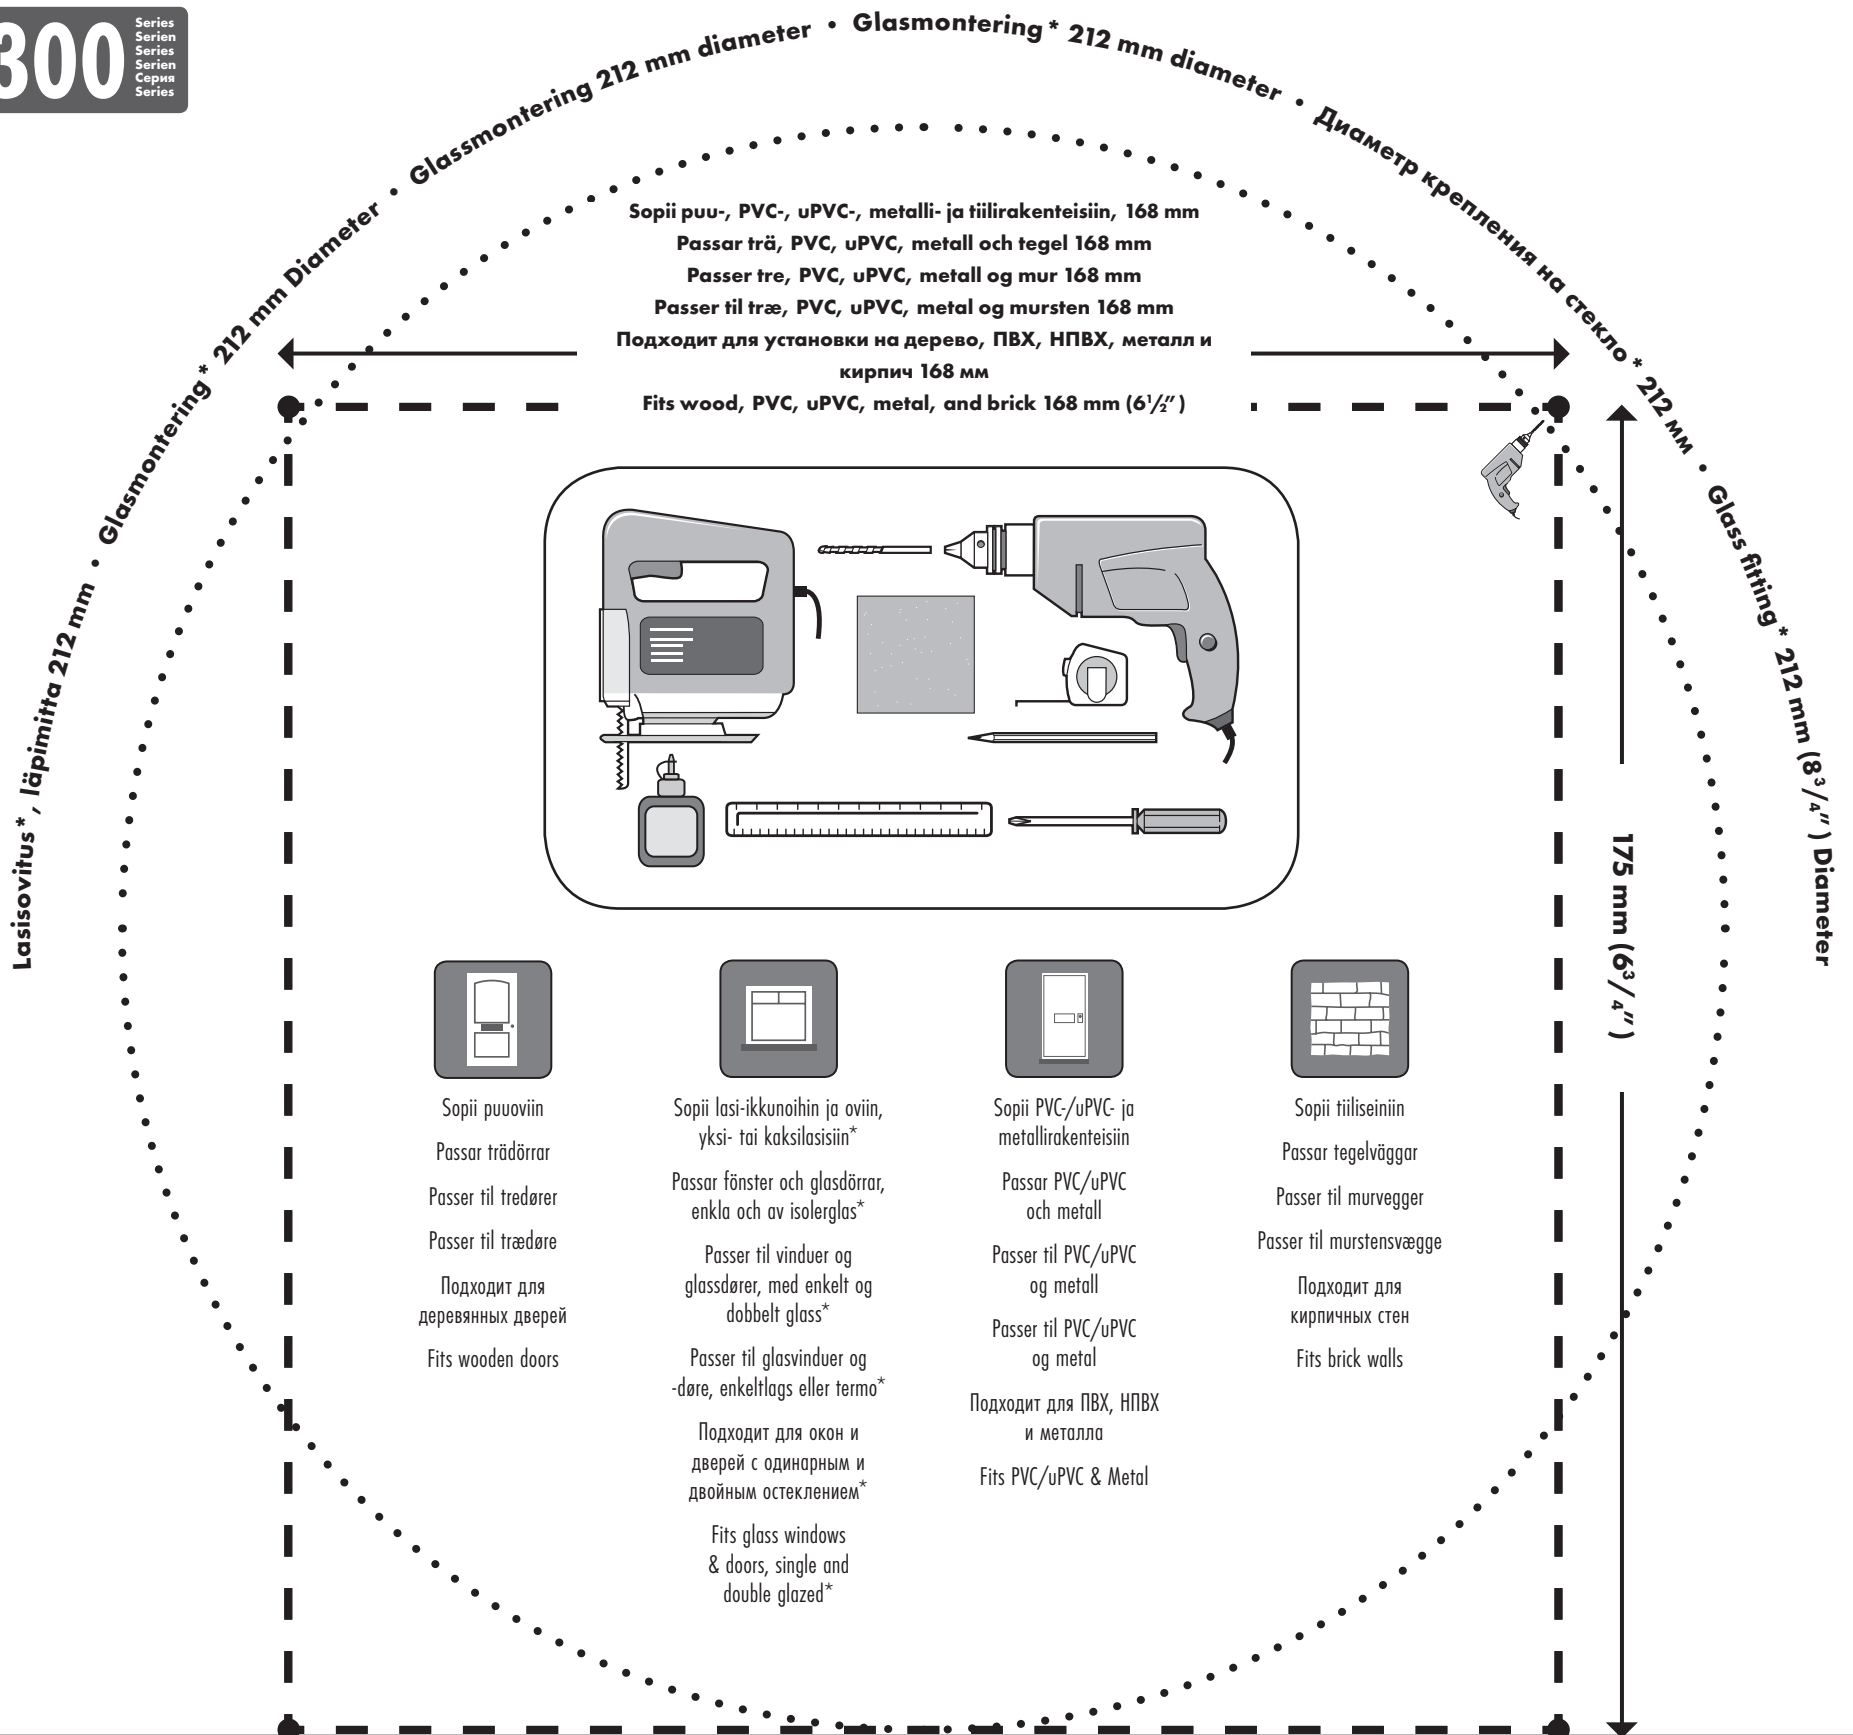 300
Series
Serien
Series
Serien
Серия
Series
Lasisovitus*, läpimitta 212 mm • Glasmontering* 212 mm Diameter • Glassmontering 212 mm diameter • Glasmontering* 212 mm diameter • Диаметр крепления на стекло* 212 мм • Glass fitting* 212 mm (8³/₄″) Diameter
Sopii puu-, PVC-, uPVC-, metalli- ja tiilirakenteisiin, 168 mm
Passar trä, PVC, uPVC, metall och tegel 168 mm
Passer tre, PVC, uPVC, metall og mur 168 mm
Passer til træ, PVC, uPVC, metal og mursten 168 mm
Подходит для установки на дерево, ПВХ, НПВХ, металл и
кирпич 168 мм
Fits wood, PVC, uPVC, metal, and brick 168 mm (6¹/₂″)
175 mm (6³/₄″)
Sopii puuoviin
Passar trädörrar
Passer til tredører
Passer til trædøre
Подходит для
деревянных дверей
Fits wooden doors
Sopii lasi-ikkunoihin ja oviin,
yksi- tai kaksilasisiin*
Passar fönster och glasdörrar,
enkla och av isolerglas*
Passer til vinduer og
glassdører, med enkelt og
dobbelt glass*
Passer til glasvinduer og
-døre, enkeltlags eller termo*
Подходит для окон и
дверей с одинарным и
двойным остеклением*
Fits glass windows
& doors, single and
double glazed*
Sopii PVC-/uPVC- ja
metallirakenteisiin
Passar PVC/uPVC
och metall
Passer til PVC/uPVC
og metall
Passer til PVC/uPVC
og metal
Подходит для ПВХ, НПВХ
и металла
Fits PVC/uPVC & Metal
Sopii tiiliseiniin
Passar tegelväggar
Passer til murvegger
Passer til murstensvægge
Подходит для
кирпичных стен
Fits brick walls